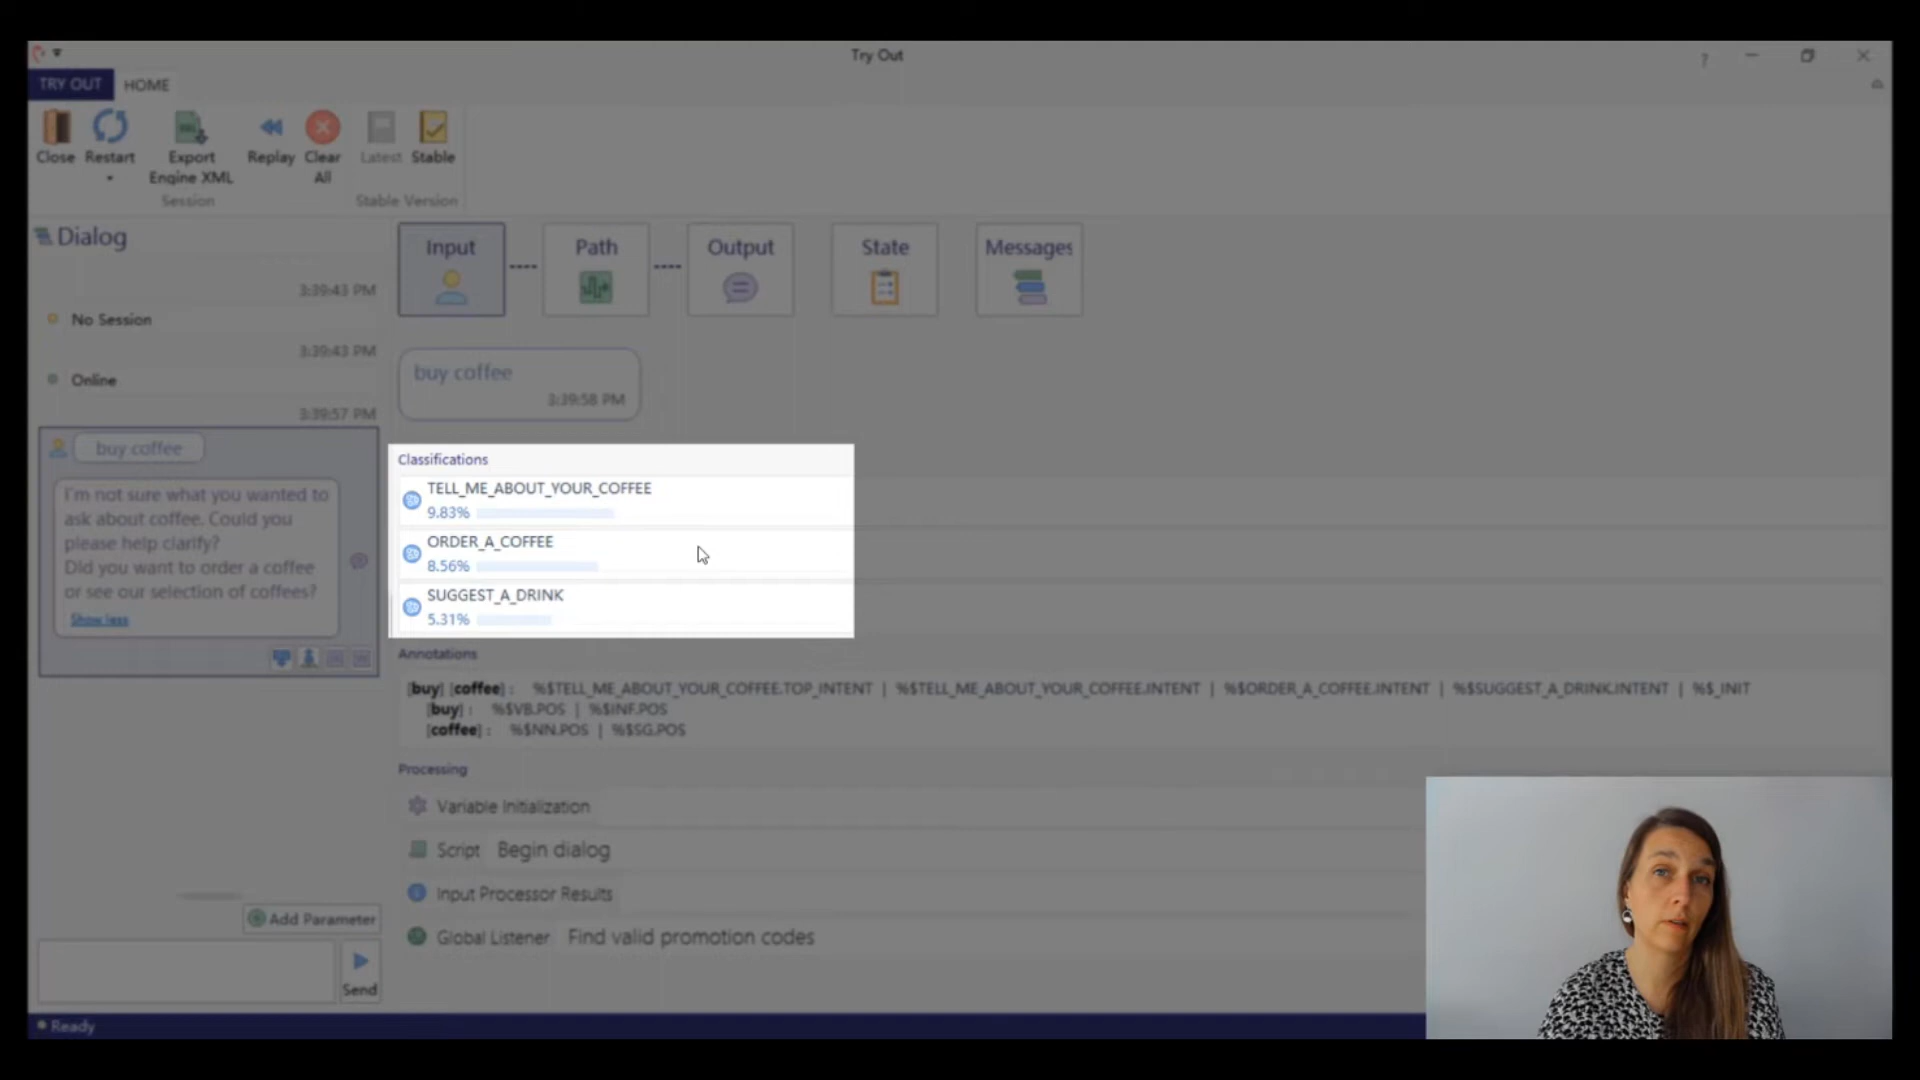 Try Out
?
TRY OUT
HOME
Close
Restart
Export
Engine XML
Replay
Clear
All
Latest
Stable
Session
Stable Version
Dialog
3:39:43 PM
No Session
3:39:43 PM
Online
3:39:57 PM
buy coffee
I'm not sure what you wanted to
ask about coffee. Could you
please help clarify?
Did you want to order a coffee
or see our selection of coffees?
Show less
Add Parameter
Send
Input
Path
Output
State
Messages
buy coffee
3:39:58 PM
Classifications
TELL_ME_ABOUT_YOUR_COFFEE
9.83%
ORDER_A_COFFEE
8.56%
SUGGEST_A_DRINK
5.31%
Annotations
[buy] [coffee] : %$TELL_ME_ABOUT_YOUR_COFFEE.TOP_INTENT | %$TELL_ME_ABOUT_YOUR_COFFEE.INTENT | %$ORDER_A_COFFEE.INTENT | %$SUGGEST_A_DRINK.INTENT | %$_INIT
[buy] : %$VB.POS | %$INF.POS
[coffee] : %$NN.POS | %$SG.POS
Processing
Variable Initialization
Script Begin dialog
Input Processor Results
Global Listener Find valid promotion codes
Ready